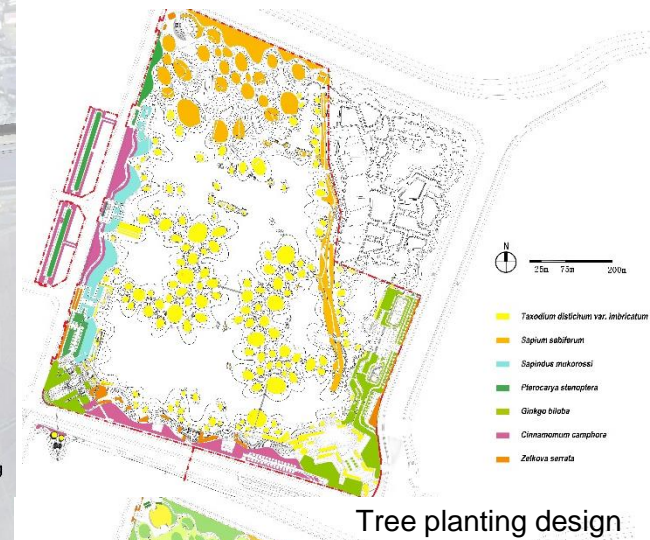 N
25m 75m 200m
Taxodium distichum var. imbricatum
Sapium sebiferum
Sapindus mukorossi
Pterocarya stenoptera
Ginkgo biloba
Cinnamomum camphora
Zelkova serrata
g
Tree planting design